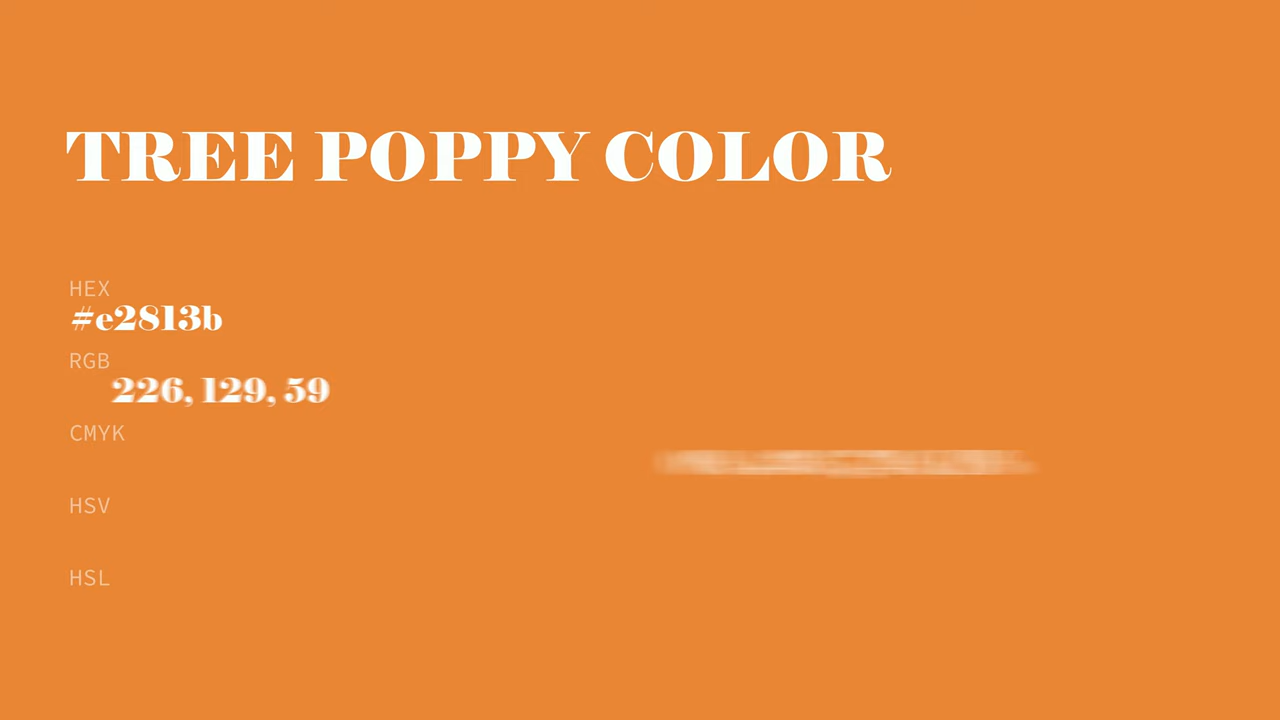 TREE POPPY COLOR
HEX
#e2813b
RGB
226, 129, 59
CMYK
HSV
HSL